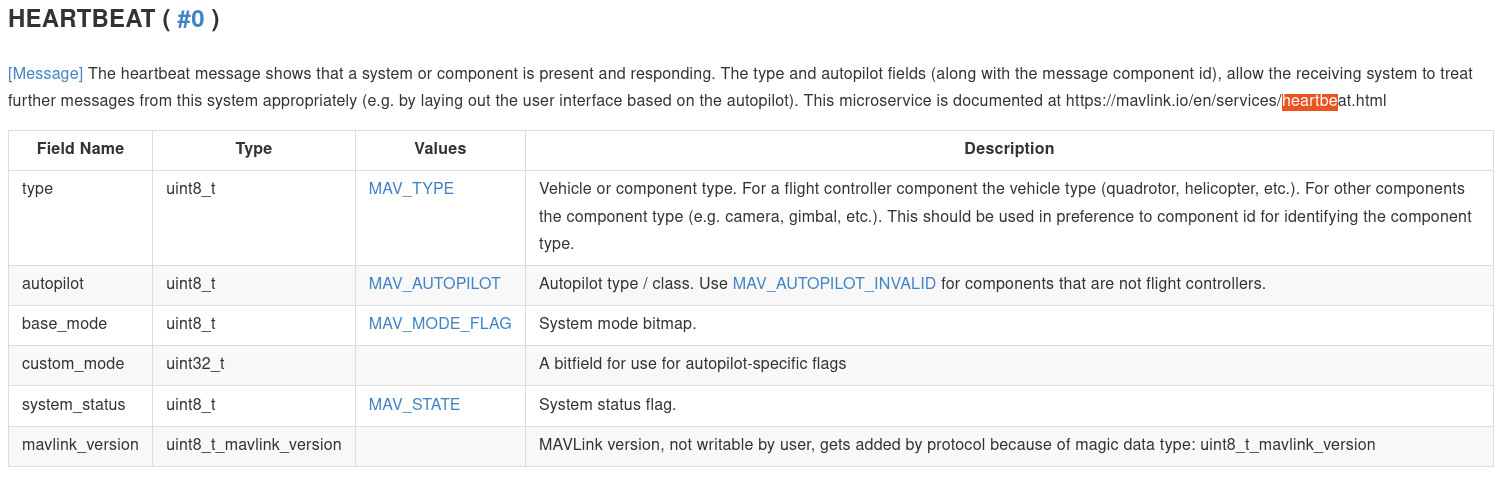 HEARTBEAT ( #0 )
[Message] The heartbeat message shows that a system or component is present and responding. The type and autopilot fields (along with the message component id), allow the receiving system to treat
further messages from this system appropriately (e.g. by laying out the user interface based on the autopilot). This microservice is documented at https://mavlink.io/en/services/heartbeat.html
Field Name Type Values Description
type uint8_t MAV_TYPE Vehicle or component type. For a flight controller component the vehicle type (quadrotor, helicopter, etc.). For other components
the component type (e.g. camera, gimbal, etc.). This should be used in preference to component id for identifying the component
type.
autopilot uint8_t MAV_AUTOPILOT Autopilot type / class. Use MAV_AUTOPILOT_INVALID for components that are not flight controllers.
base_mode uint8_t MAV_MODE_FLAG System mode bitmap.
custom_mode uint32_t A bitfield for use for autopilot-specific flags
system_status uint8_t MAV_STATE System status flag.
mavlink_version uint8_t_mavlink_version MAVLink version, not writable by user, gets added by protocol because of magic data type: uint8_t_mavlink_version